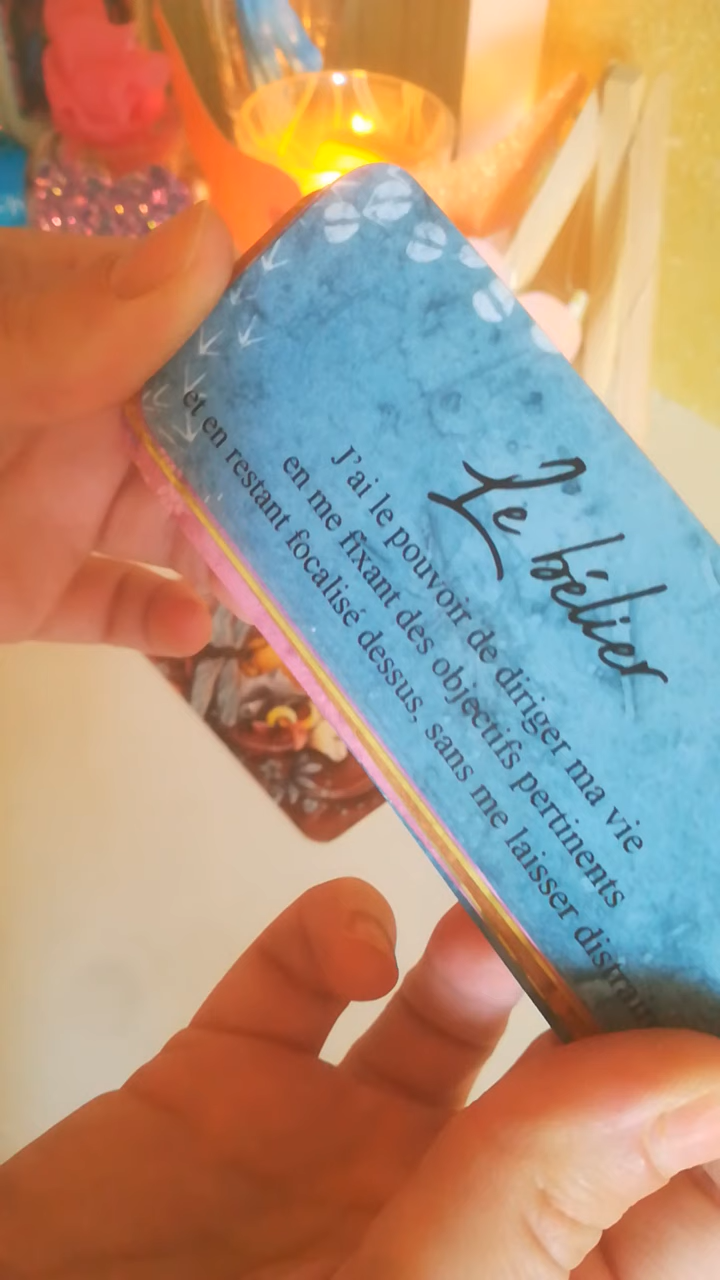 Le bélier
J'ai le pouvoir de diriger ma vie
en me fixant des objectifs pertinents
et en restant focalisé dessus, sans me laisser distraire